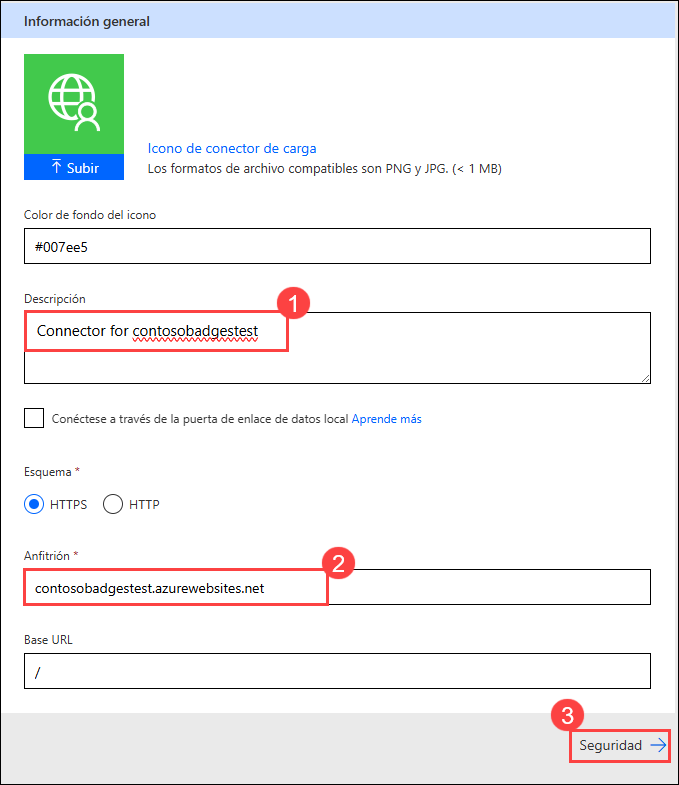 Información general
Subir
Icono de conector de carga
Los formatos de archivo compatibles son PNG y JPG. (< 1 MB)
Color de fondo del icono
#007ee5
Descripción
1
Connector for contosobadgestest
Conéctese a través de la puerta de enlace de datos local Aprende más
Esquema *
HTTPS HTTP
Anfitrión *
2
contosobadgestest.azurewebsites.net
Base URL
/
3
Seguridad